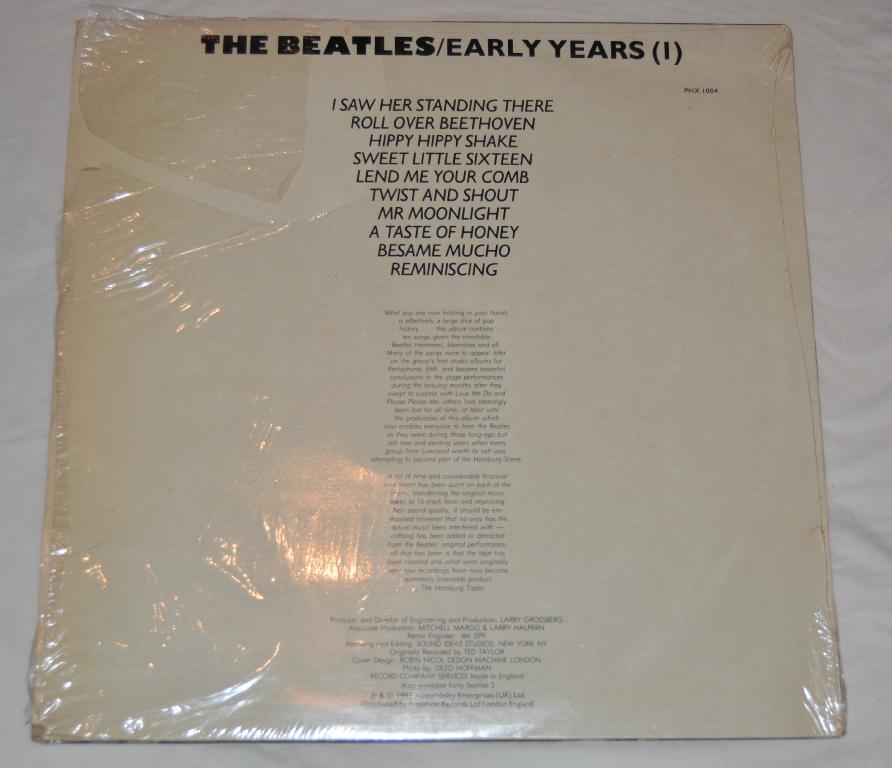 THE BEATLES/EARLY YEARS (1)
PHX 1004
I SAW HER STANDING THERE
ROLL OVER BEETHOVEN
HIPPY HIPPY SHAKE
SWEET LITTLE SIXTEEN
LEND ME YOUR COMB
TWIST AND SHOUT
MR MOONLIGHT
A TASTE OF HONEY
BESAME MUCHO
REMINISCING
What you are now holding in your hands
is effectively a large slice of pop
history . . . this album contains
ten songs given the inimitable
Beatles treatment, blemishes and all.
Many of the songs were to appear later
on the group's first studio albums for
Parlophone, EMI, and became essential
conclusions in the stage performances
during the ensuing months after they
swept to success with Love Me Do and
Please Please Me, others had seemingly
been lost for all time, at least until
the production of this album which
now enables everyone to hear the Beatles
as they were during those long-ago but
still raw and exciting years when every
group from Liverpool worth its salt was
attempting to become part of the Hamburg Scene.
A lot of time and considerable financial
investment has been spent on each of the
tracks, transferring the original mono
takes to 16-track form and improving
their sound quality. It should be em-
phasised however that no way has the
actual music been interfered with —
nothing has been added or detracted
from the Beatles' original performance,
all that has been is that the tape has
been cleaned and what were originally
very raw recordings have now become
extremely listenable product.
The Hamburg Tapes.
Producer and Director of Engineering and Production: LARRY GROSSBERG
Associate Production: MITCHELL MARGO & LARRY HALPERN
Remix Engineer: JIM ZIPF
Remixing and Editing: SOUND IDEAS STUDIOS, NEW YORK NY
Originally Recorded by TED TAYLOR
Cover Design: ROBIN NICOL DESIGN MACHINE LONDON
Photo by: DEZO HOFFMAN
RECORD COMPANY SERVICES Made in England
Also available Early Beatles 2
℗ & © 1981 Audiofidelity Enterprises (UK) Ltd.
Distributed by President Records Ltd London England